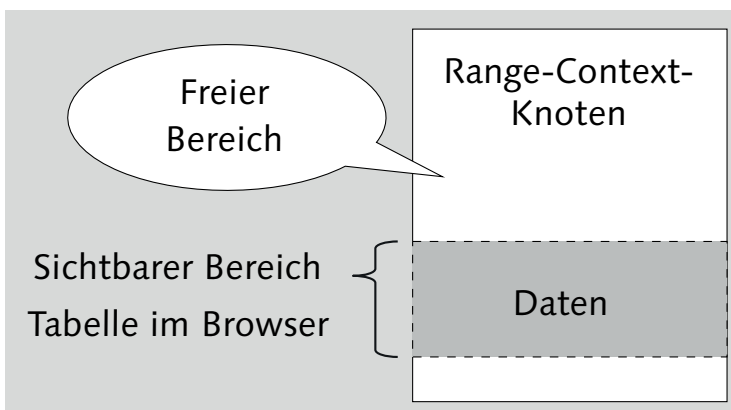 Freier
Bereich
Range-Context-
Knoten
Sichtbarer Bereich
Tabelle im Browser
Daten